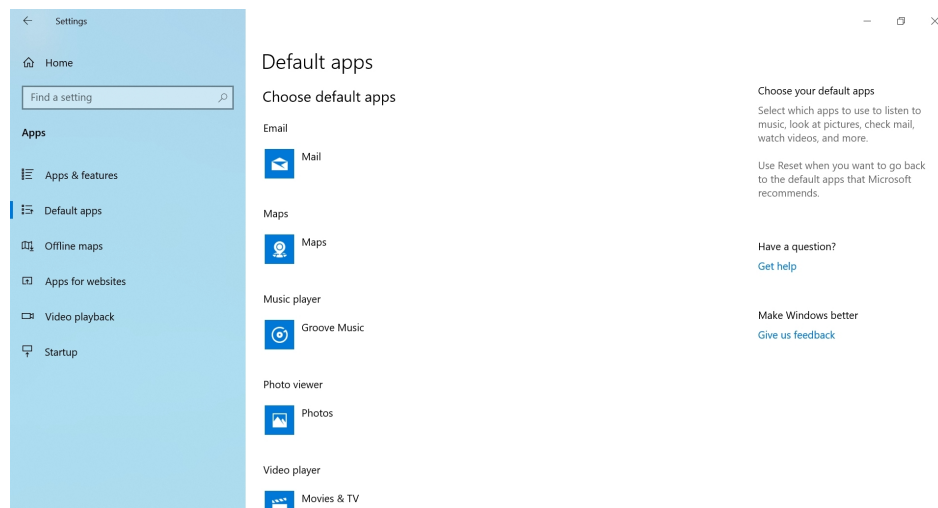 Settings
Home
Find a setting
Apps
Apps & features
Default apps
Offline maps
Apps for websites
Video playback
Startup
Default apps
Choose default apps
Email
Mail
Maps
Maps
Music player
Groove Music
Photo viewer
Photos
Video player
Movies & TV
Choose your default apps
Select which apps to use to listen to
music, look at pictures, check mail,
watch videos, and more.
Use Reset when you want to go back
to the default apps that Microsoft
recommends.
Have a question?
Get help
Make Windows better
Give us feedback